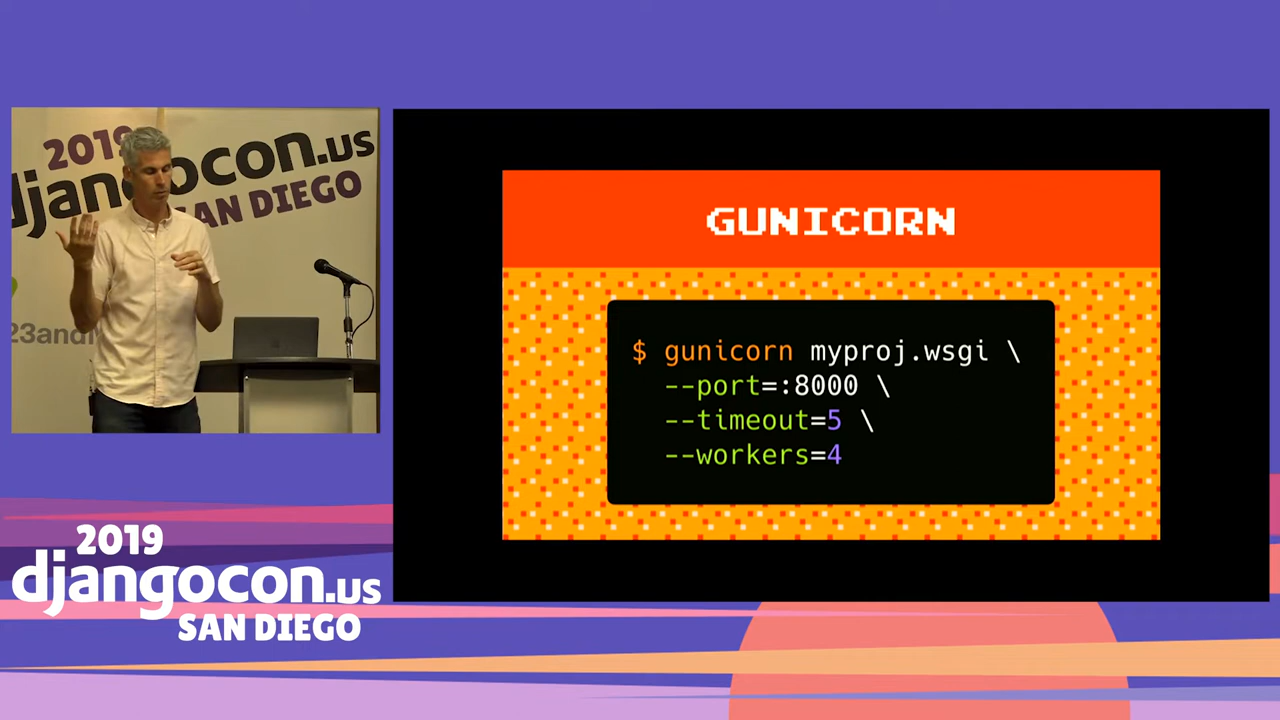 2019
djangocon.us
SAN DIEGO
GUNICORN
$ gunicorn myproj.wsgi \
--port=:8000 \
--timeout=5 \
--workers=4
2019
djangocon.us
SAN DIEGO